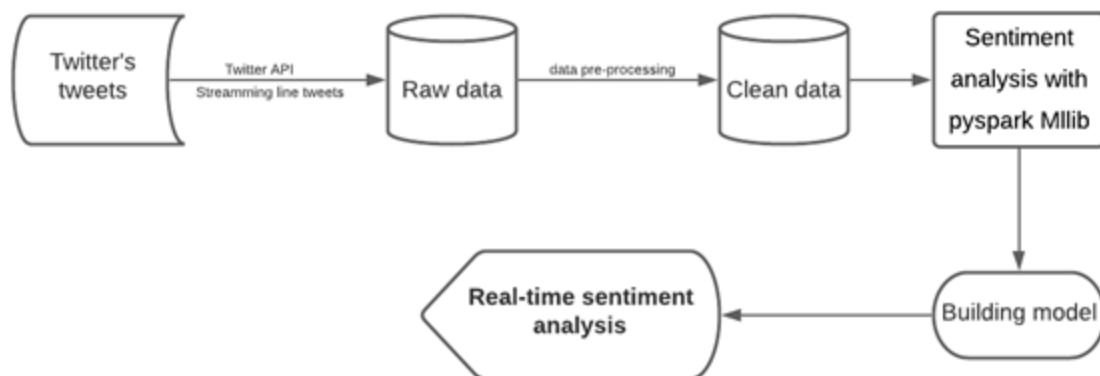 Twitter's
tweets
Twitter API
Streamming line tweets
Raw data
data pre-processing
Clean data
Sentiment
analysis with
pyspark Mllib
Building model
Real-time sentiment
analysis